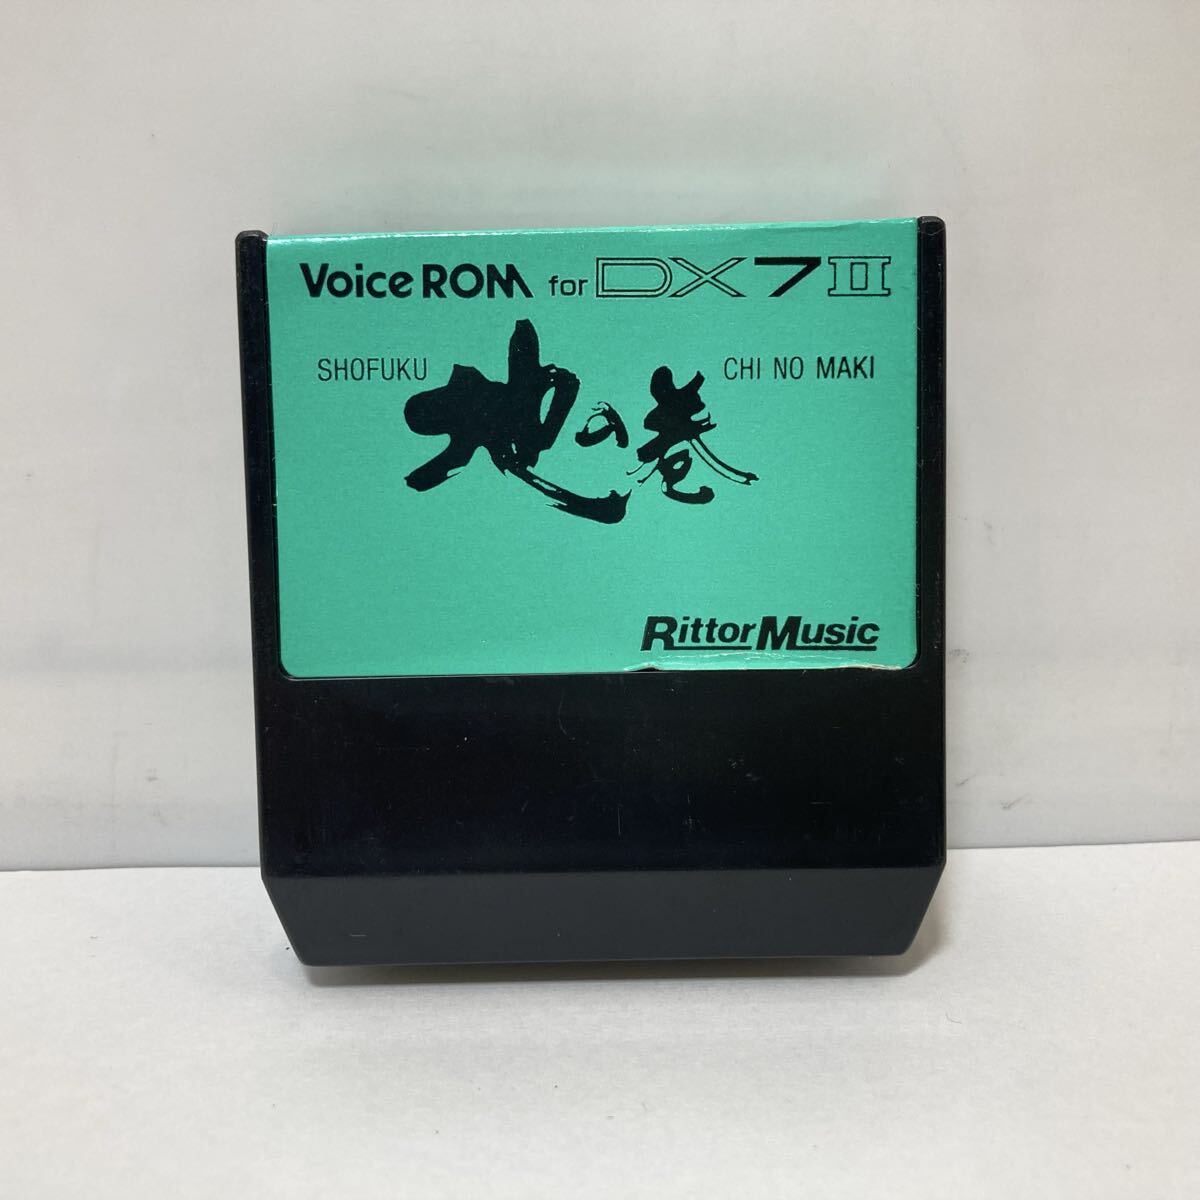 Voice ROM for DX7II
SHOFUKU 地の巻 CHI NO MAKI
RittorMusic